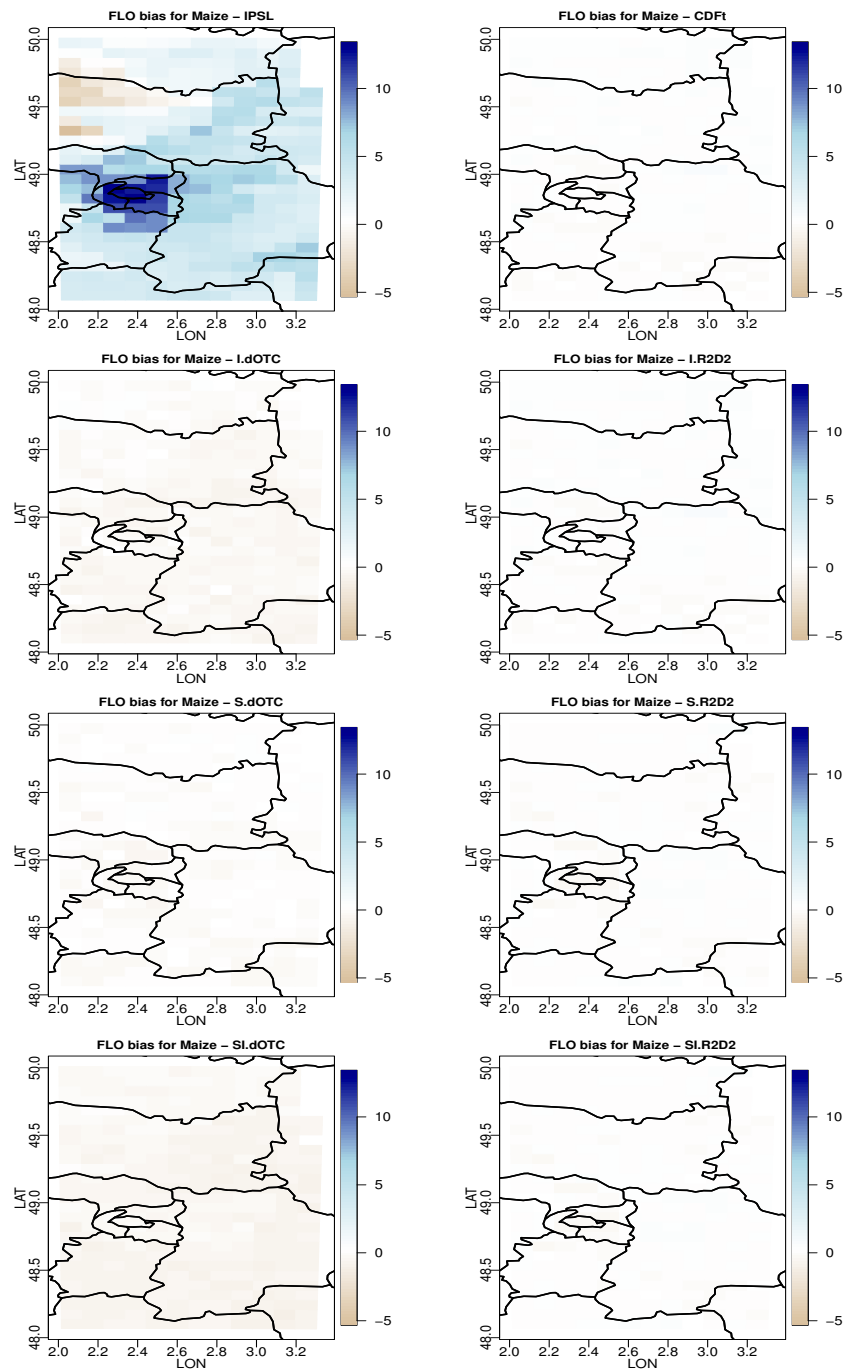 FLO bias for Maize − IPSL
50.0
49.5
49.0
48.5
48.0
LAT
2.0 2.2 2.4 2.6 2.8 3.0 3.2
LON
10
5
0
−5
FLO bias for Maize − CDFt
50.0
49.5
49.0
48.5
48.0
LAT
2.0 2.2 2.4 2.6 2.8 3.0 3.2
LON
10
5
0
−5
FLO bias for Maize − I.dOTC
50.0
49.5
49.0
48.5
48.0
LAT
2.0 2.2 2.4 2.6 2.8 3.0 3.2
LON
10
5
0
−5
FLO bias for Maize − I.R2D2
50.0
49.5
49.0
48.5
48.0
LAT
2.0 2.2 2.4 2.6 2.8 3.0 3.2
LON
10
5
0
−5
FLO bias for Maize − S.dOTC
50.0
49.5
49.0
48.5
48.0
LAT
2.0 2.2 2.4 2.6 2.8 3.0 3.2
LON
10
5
0
−5
FLO bias for Maize − S.R2D2
50.0
49.5
49.0
48.5
48.0
LAT
2.0 2.2 2.4 2.6 2.8 3.0 3.2
LON
10
5
0
−5
FLO bias for Maize − SI.dOTC
50.0
49.5
49.0
48.5
48.0
LAT
2.0 2.2 2.4 2.6 2.8 3.0 3.2
LON
10
5
0
−5
FLO bias for Maize − SI.R2D2
50.0
49.5
49.0
48.5
48.0
LAT
2.0 2.2 2.4 2.6 2.8 3.0 3.2
LON
10
5
0
−5